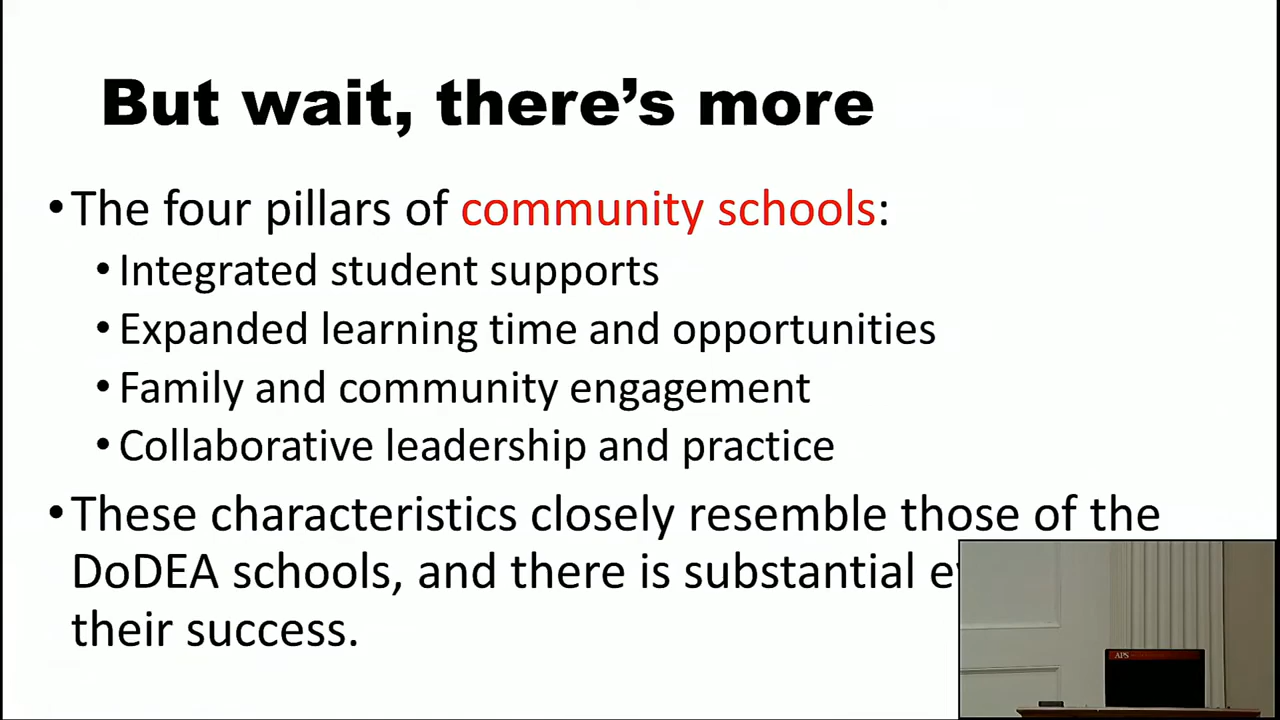 But wait, there’s more
•The four pillars of community schools:
•Integrated student supports
•Expanded learning time and opportunities
•Family and community engagement
•Collaborative leadership and practice
•These characteristics closely resemble those of the
DoDEA schools, and there is substantial
their success.
APS